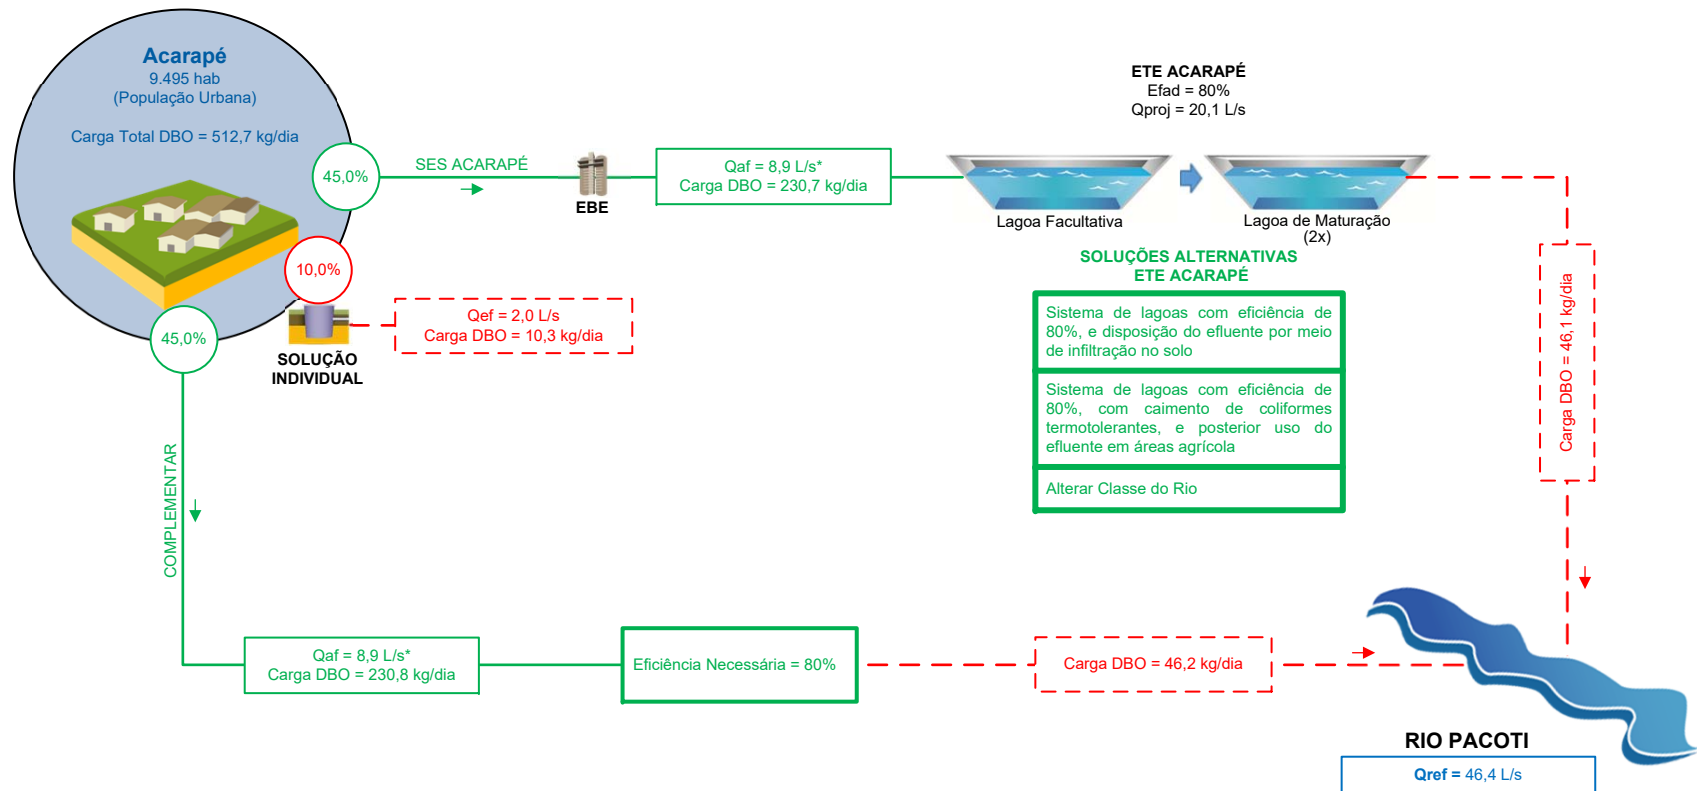 Acarapé
9.495 hab
(População Urbana)
Carga Total DBO = 512,7 kg/dia
45,0%
SES ACARAPÉ
EBE
Qaf = 8,9 L/s*
Carga DBO = 230,7 kg/dia
ETE ACARAPÉ
Efad = 80%
Qproj = 20,1 L/s
Lagoa Facultativa
Lagoa de Maturação
(2x)
Carga DBO = 46,1 kg/dia
10,0%
SOLUÇÃO
INDIVIDUAL
Qef = 2,0 L/s
Carga DBO = 10,3 kg/dia
SOLUÇÕES ALTERNATIVAS
ETE ACARAPÉ
Sistema de lagoas com eficiência de
80%, e disposição do efluente por meio
de infiltração no solo
Sistema de lagoas com eficiência de
80%, com caimento de coliformes
termotolerantes, e posterior uso do
efluente em áreas agrícola
Alterar Classe do Rio
45,0%
COMPLEMENTAR
Qaf = 8,9 L/s*
Carga DBO = 230,8 kg/dia
Eficiência Necessária = 80%
Carga DBO = 46,2 kg/dia
RIO PACOTI
Qref = 46,4 L/s